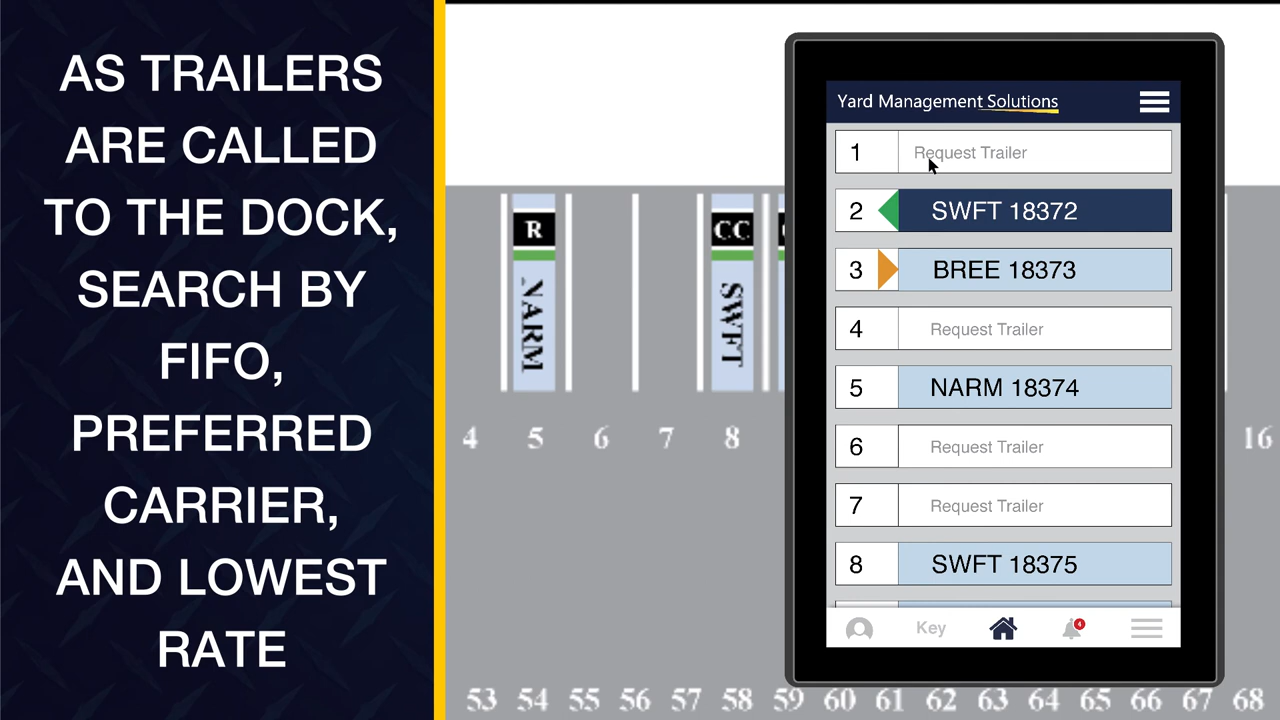 AS TRAILERS
ARE CALLED
TO THE DOCK,
SEARCH BY
FIFO,
PREFERRED
CARRIER,
AND LOWEST
RATE
Yard Management Solutions
1 Request Trailer
2 SWFT 18372
3 BREE 18373
4 Request Trailer
5 NARM 18374
6 Request Trailer
7 Request Trailer
8 SWFT 18375
Key
4
R
NARM
CC
SWFT
4 5 6 7 8 16
53 54 55 56 57 58 59 60 61 62 63 64 65 66 67 68